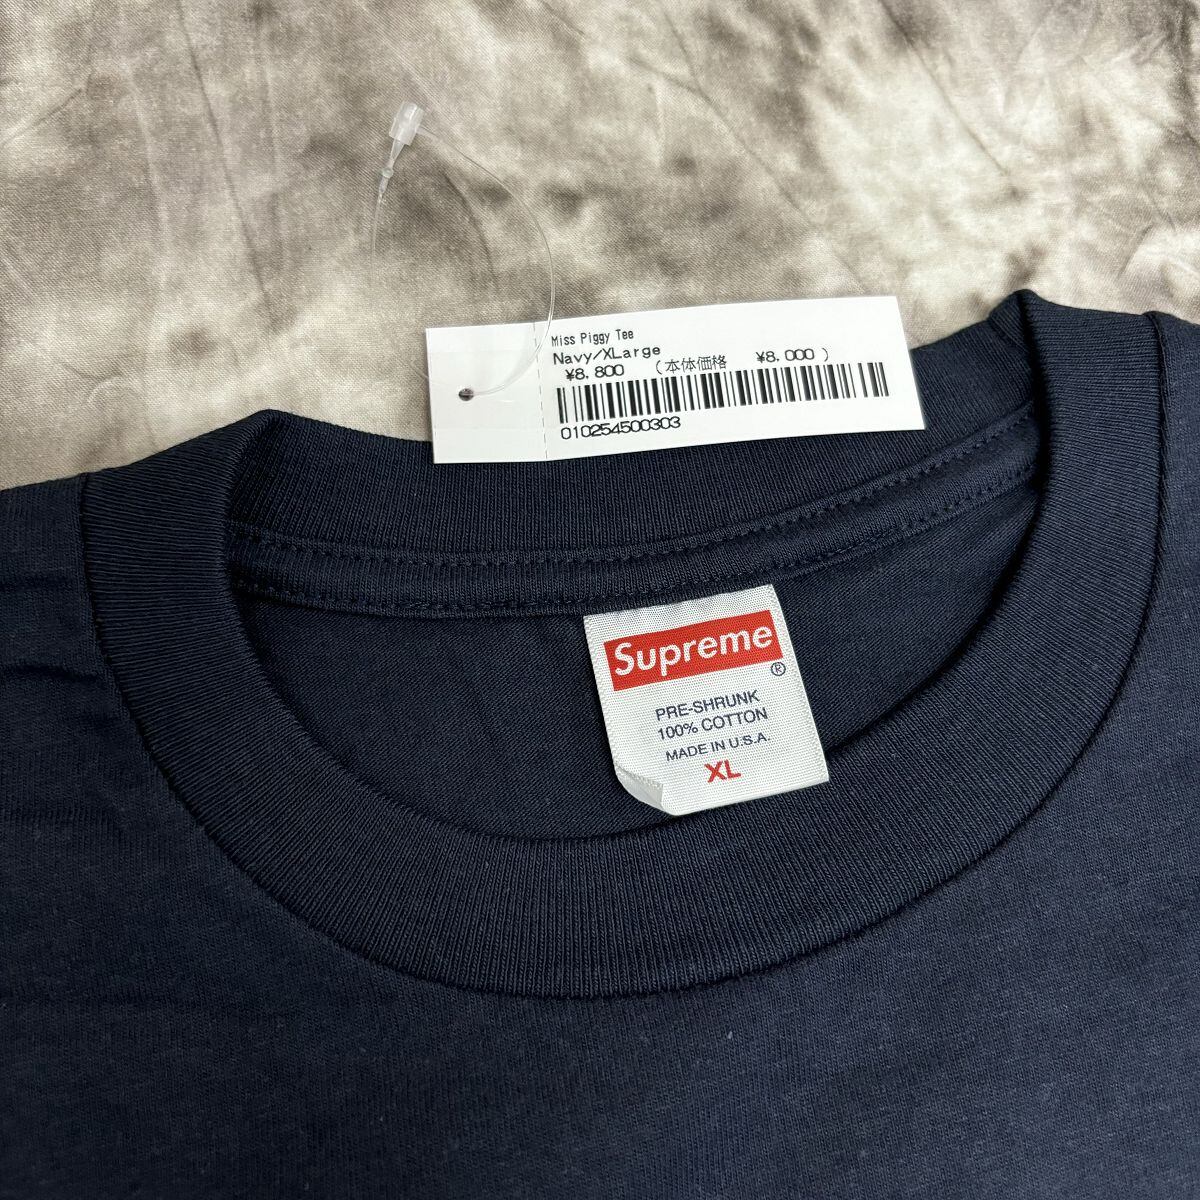 Miss Piggy Tee
Navy/XLarge
¥8,800 (本体価格 ¥8,000 )
010254500303
Supreme
®
PRE-SHRUNK
100% COTTON
MADE IN U.S.A.
XL